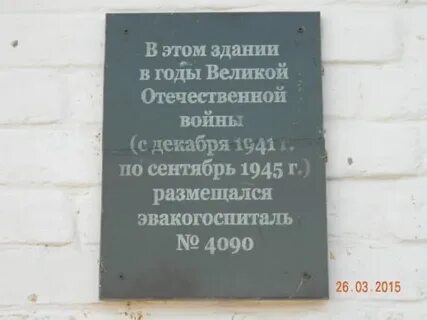 В этом здании
в годы Великой
Отечественной
войны
(с декабря 1941 г.
по сентябрь 1945 г.)
размещался
эвакогоспиталь
№ 4090
26.03.2015